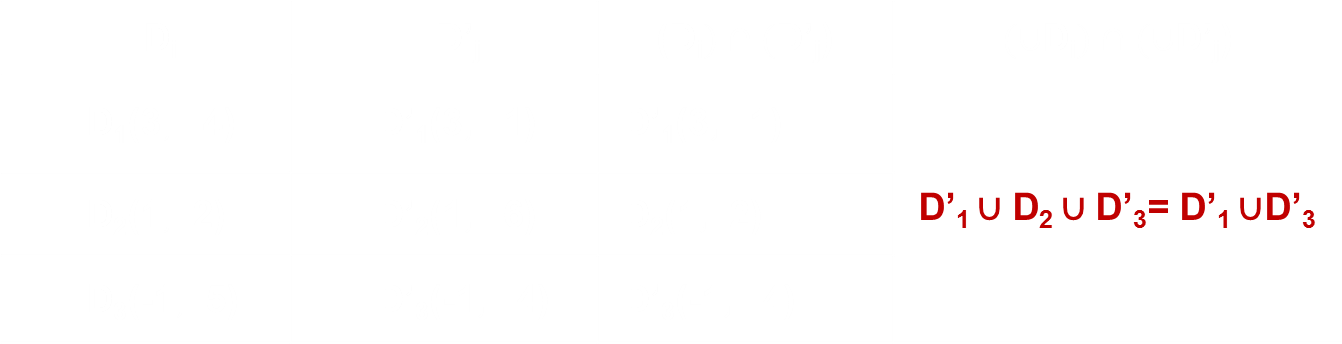 D’₁ ∪ D₂ ∪ D’₃= D’₁ ∪D’₃